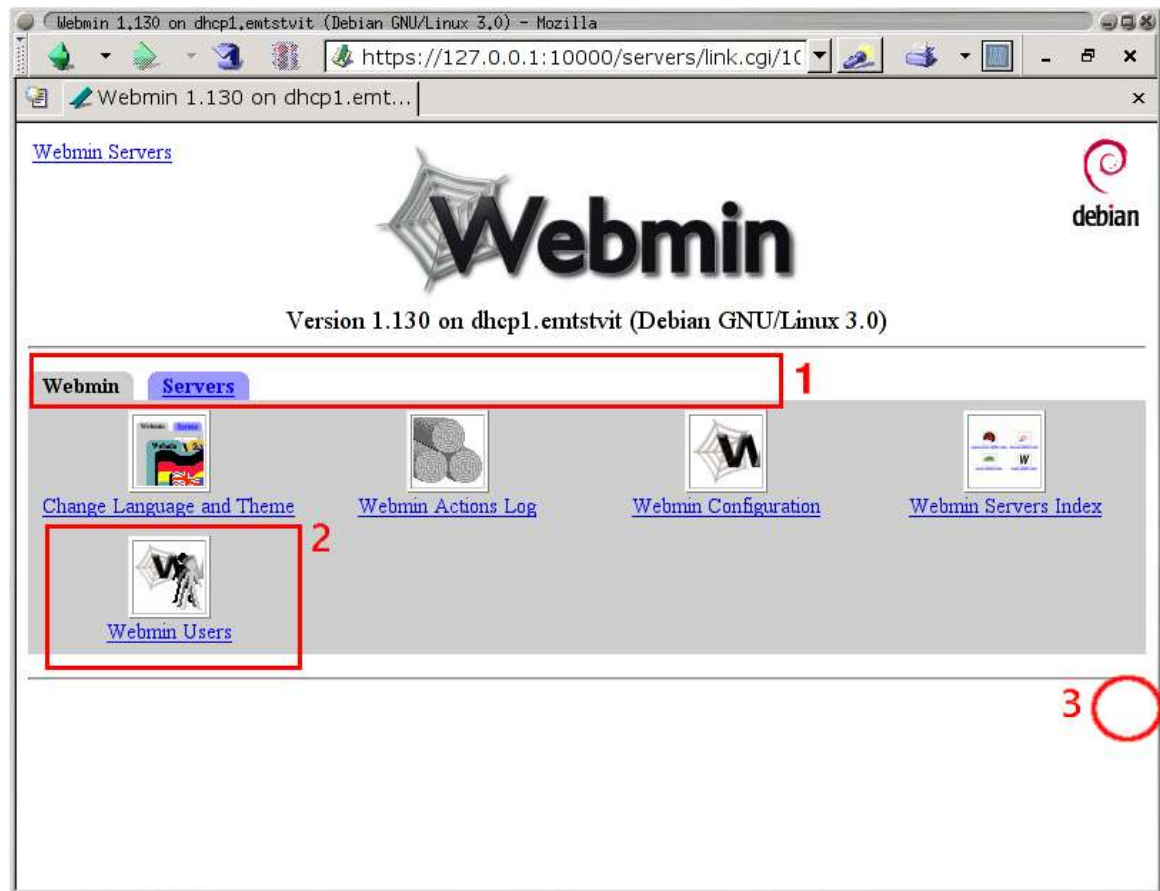 Webmin 1.130 on dhcp1.emtstvit (Debian GNU/Linux 3.0) - Mozilla
https://127.0.0.1:10000/servers/link.cgi/10
Webmin 1.130 on dhcp1.emt...
Webmin Servers
Webmin
debian
Version 1.130 on dhcp1.emtstvit (Debian GNU/Linux 3.0)
Webmin Servers 1
Change Language and Theme Webmin Actions Log Webmin Configuration Webmin Servers Index
2
Webmin Users
3